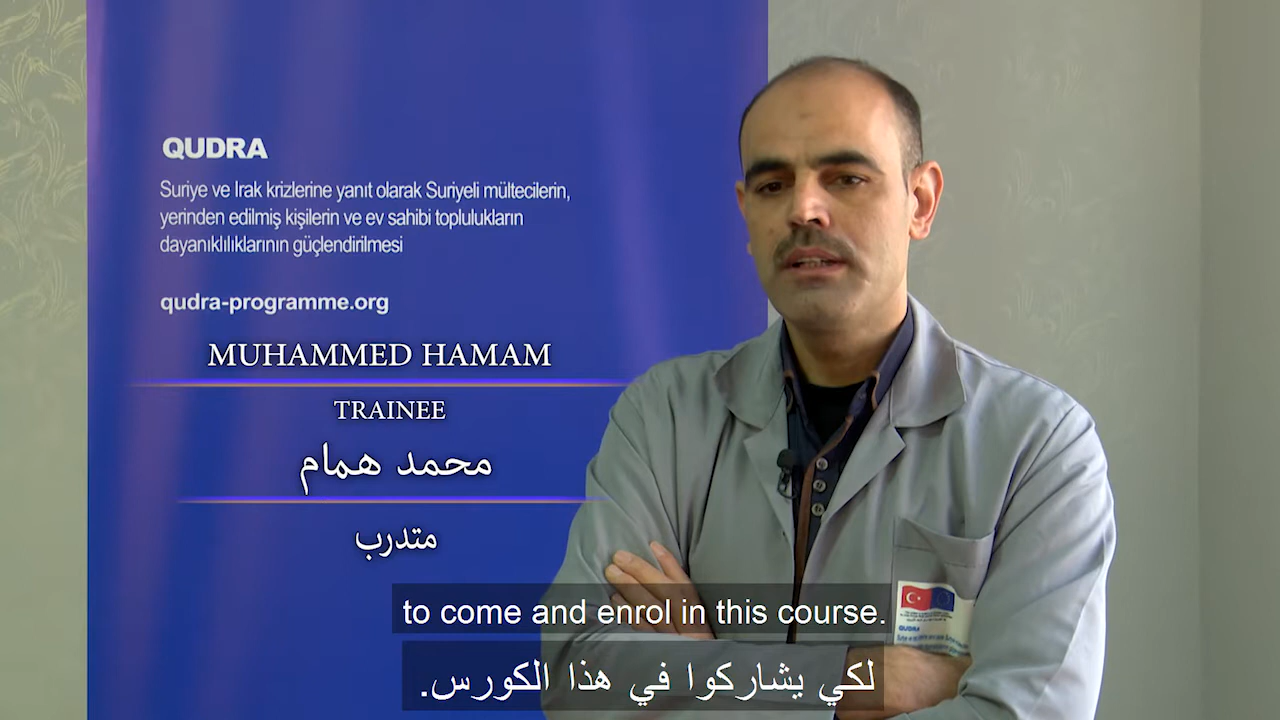 QUDRA
Suriye ve Irak krizlerine yanıt olarak Suriyeli mültecilerin,
yerinden edilmiş kişilerin ve ev sahibi toplulukların
dayanıklılıklarının güçlendirilmesi
qudra-programme.org
MUHAMMED HAMAM
TRAINEE
محمد همام
متدرب
to come and enrol in this course.
لكي يشاركوا في هذا الكورس.
QUDRA